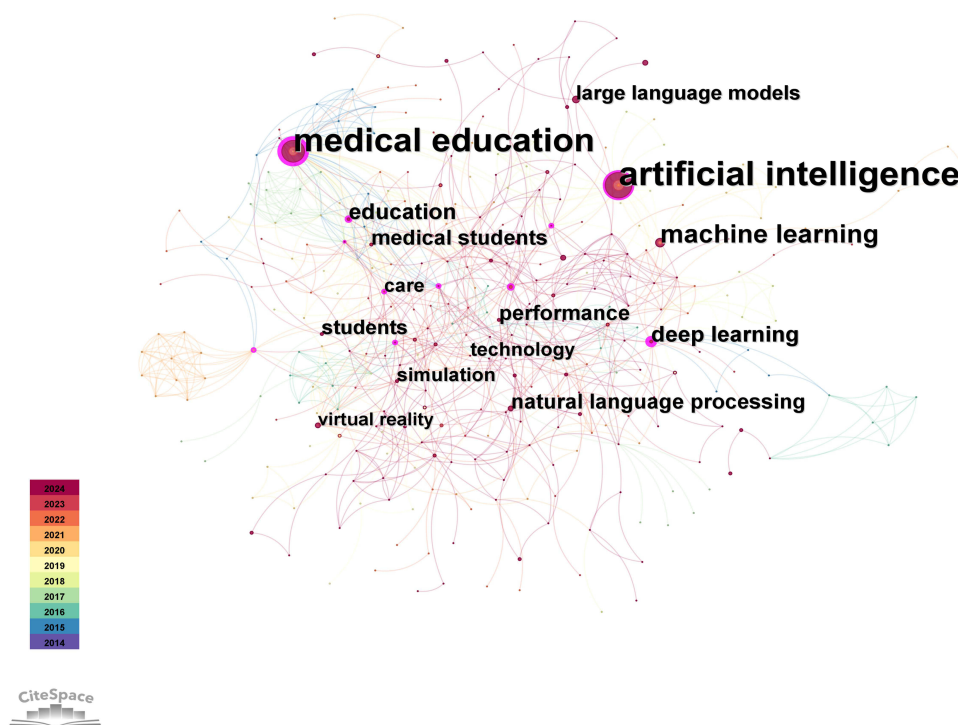 large language models
medical education
artificial intelligence
education
medical students
machine learning
care
performance
students
deep learning
technology
simulation
natural language processing
virtual reality
2024
2023
2022
2021
2020
2019
2018
2017
2016
2015
2014
CiteSpace